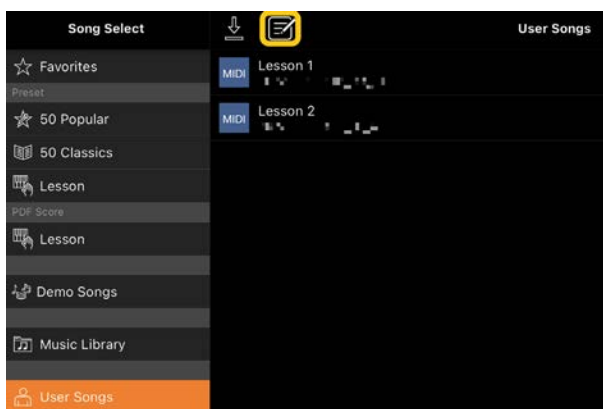 Song Select
User Songs
Favorites
Preset
50 Popular
50 Classics
Lesson
PDF Score
Lesson
Demo Songs
Music Library
User Songs
MIDI
Lesson 1
MIDI
Lesson 2